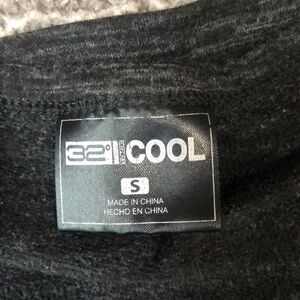 32° COOL
S
MADE IN CHINA
HECHO EN CHINA